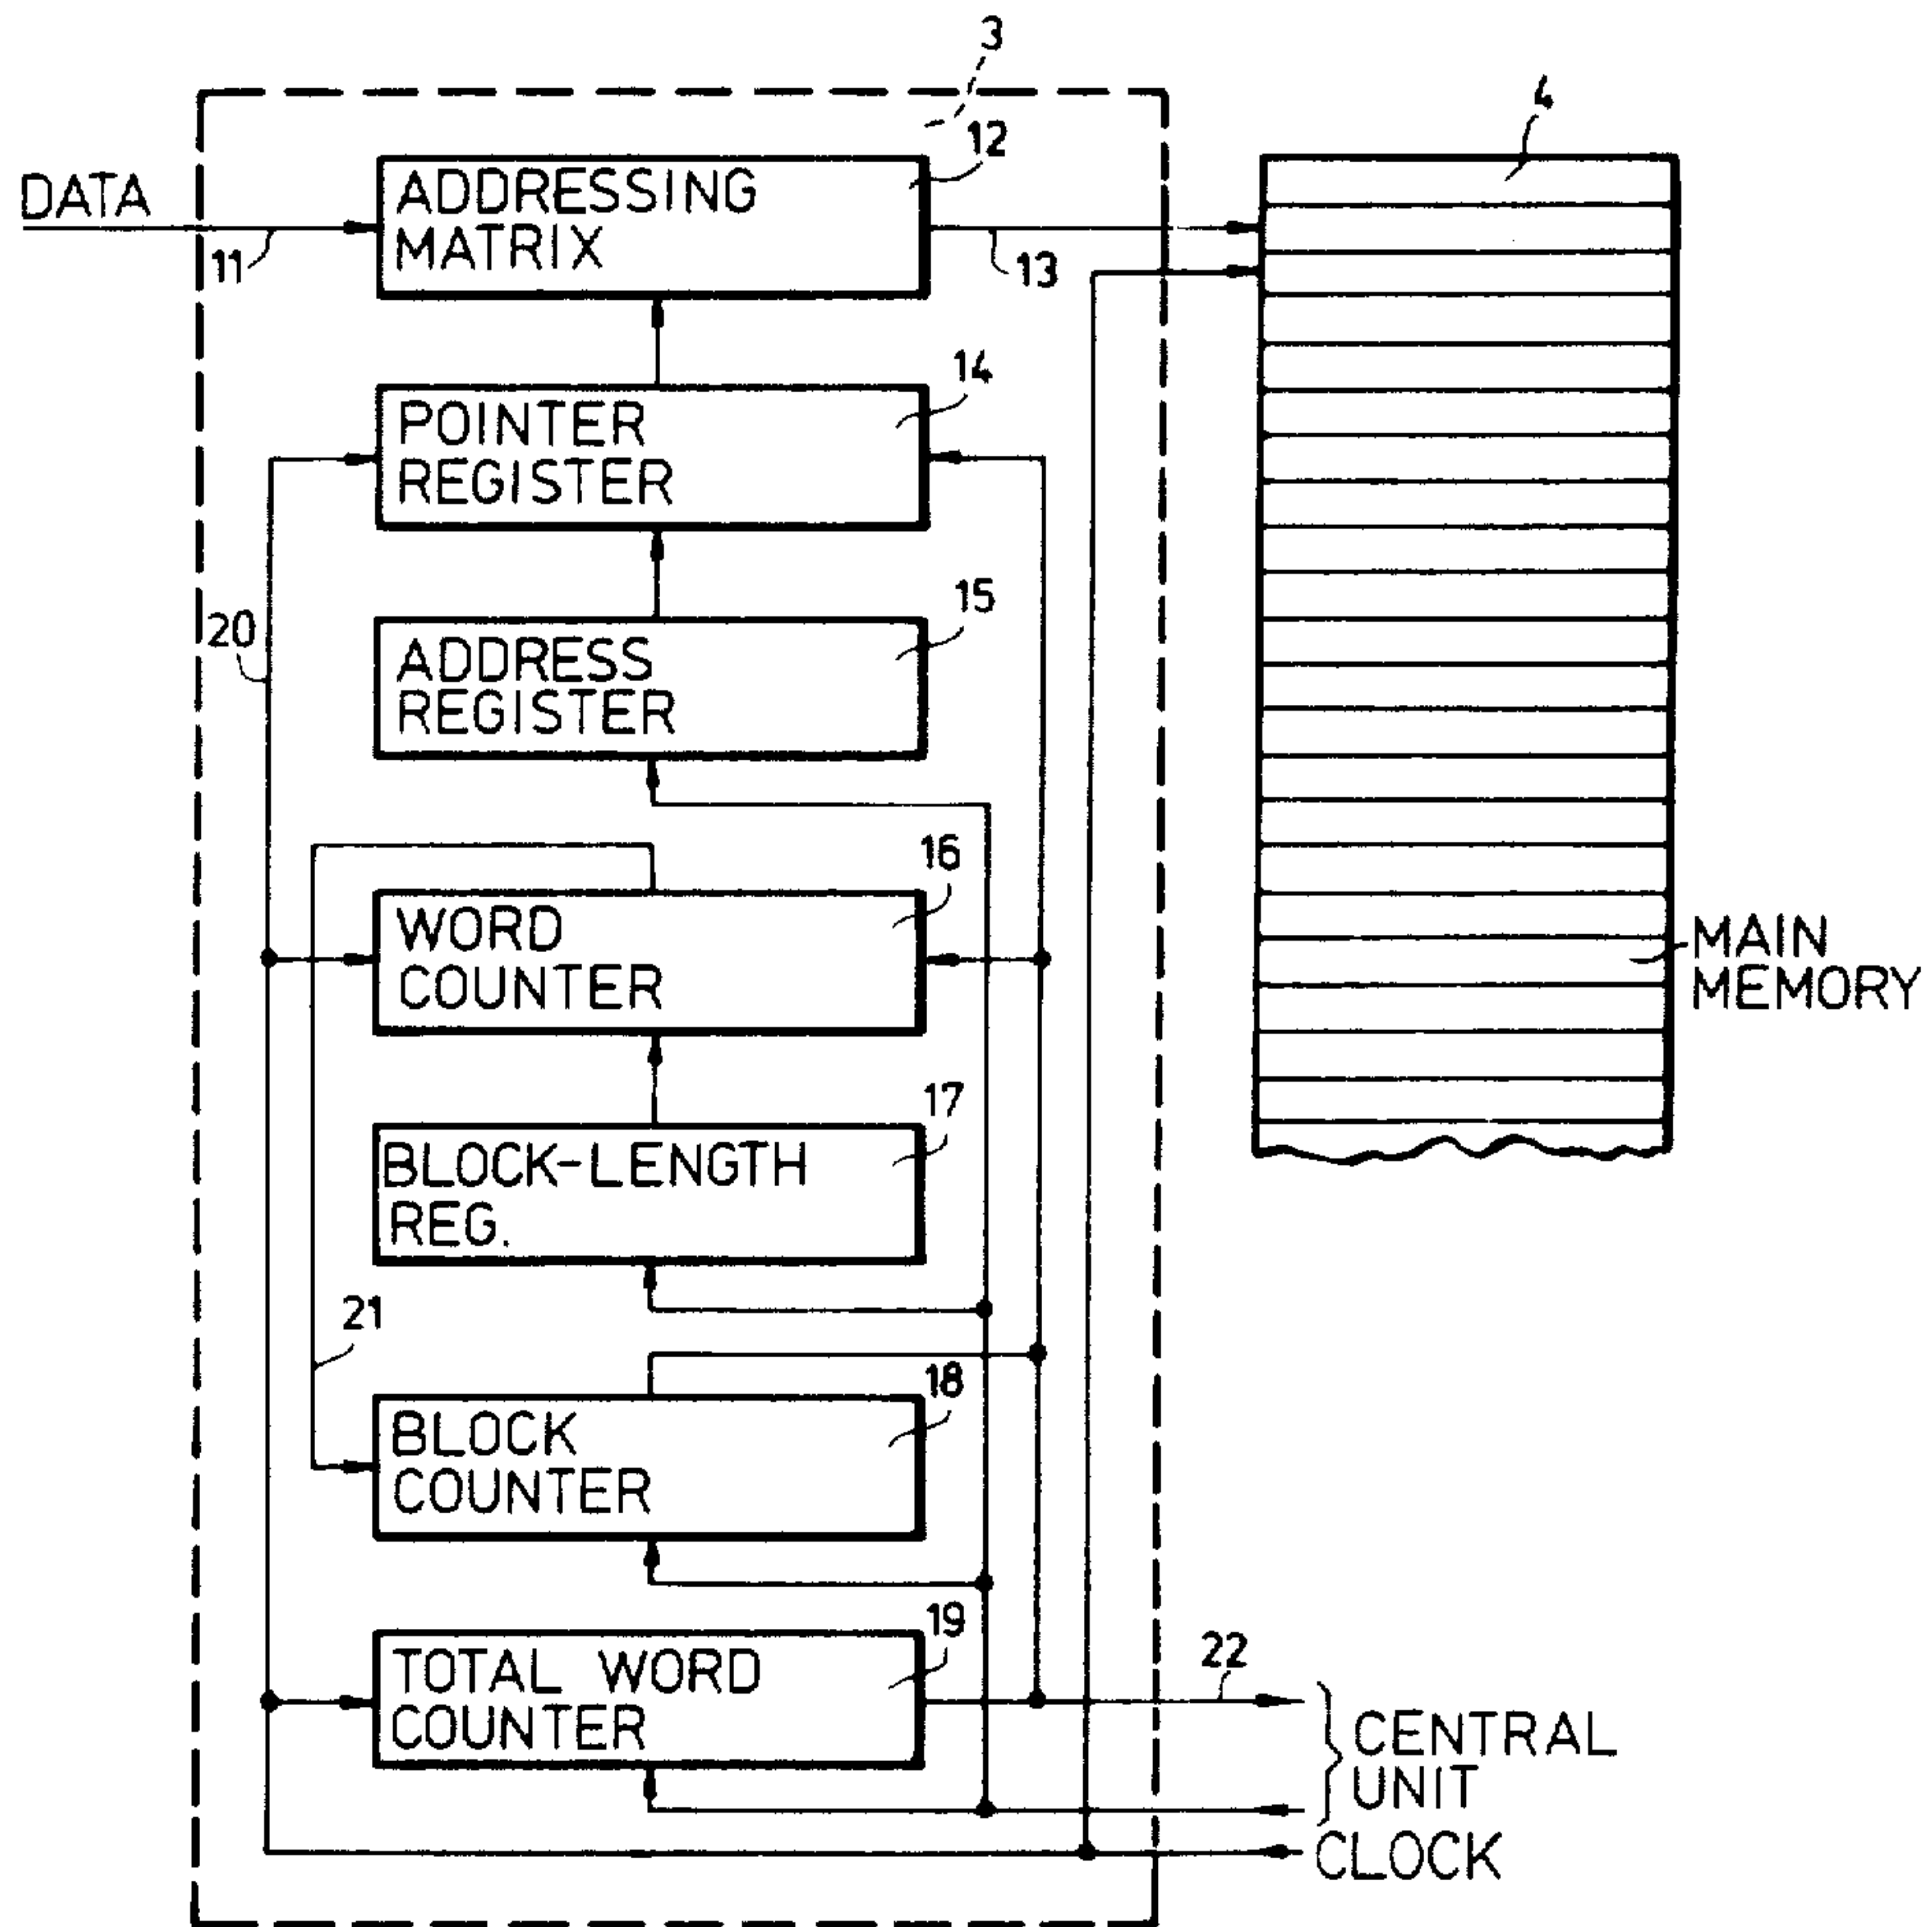 3
4
DATA
11
ADDRESSING
MATRIX
12
13
POINTER
REGISTER
14
20
ADDRESS
REGISTER
15
WORD
COUNTER
16
MAIN
MEMORY
BLOCK-LENGTH
REG.
17
21
BLOCK
COUNTER
18
TOTAL WORD
COUNTER
19
22
CENTRAL
UNIT
CLOCK